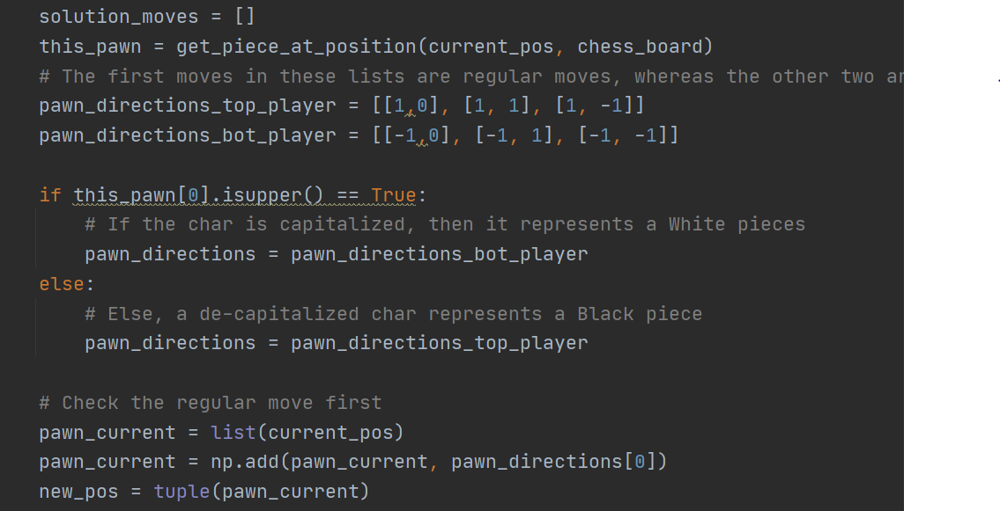 solution_moves = []
this_pawn = get_piece_at_position(current_pos, chess_board)
# The first moves in these lists are regular moves, whereas the other two
pawn_directions_top_player = [[1,0], [1, 1], [1, -1]]
pawn_directions_bot_player = [[-1,0], [-1, 1], [-1, -1]]
if this_pawn[0].isupper() == True:
# If the char is capitalized, then it represents a White pieces
pawn_directions = pawn_directions_bot_player
else:
# Else, a de-capitalized char represents a Black piece
pawn_directions = pawn_directions_top_player
# Check the regular move first
pawn_current = list(current_pos)
pawn_current = np.add(pawn_current, pawn_directions[0])
new_pos = tuple(pawn_current)